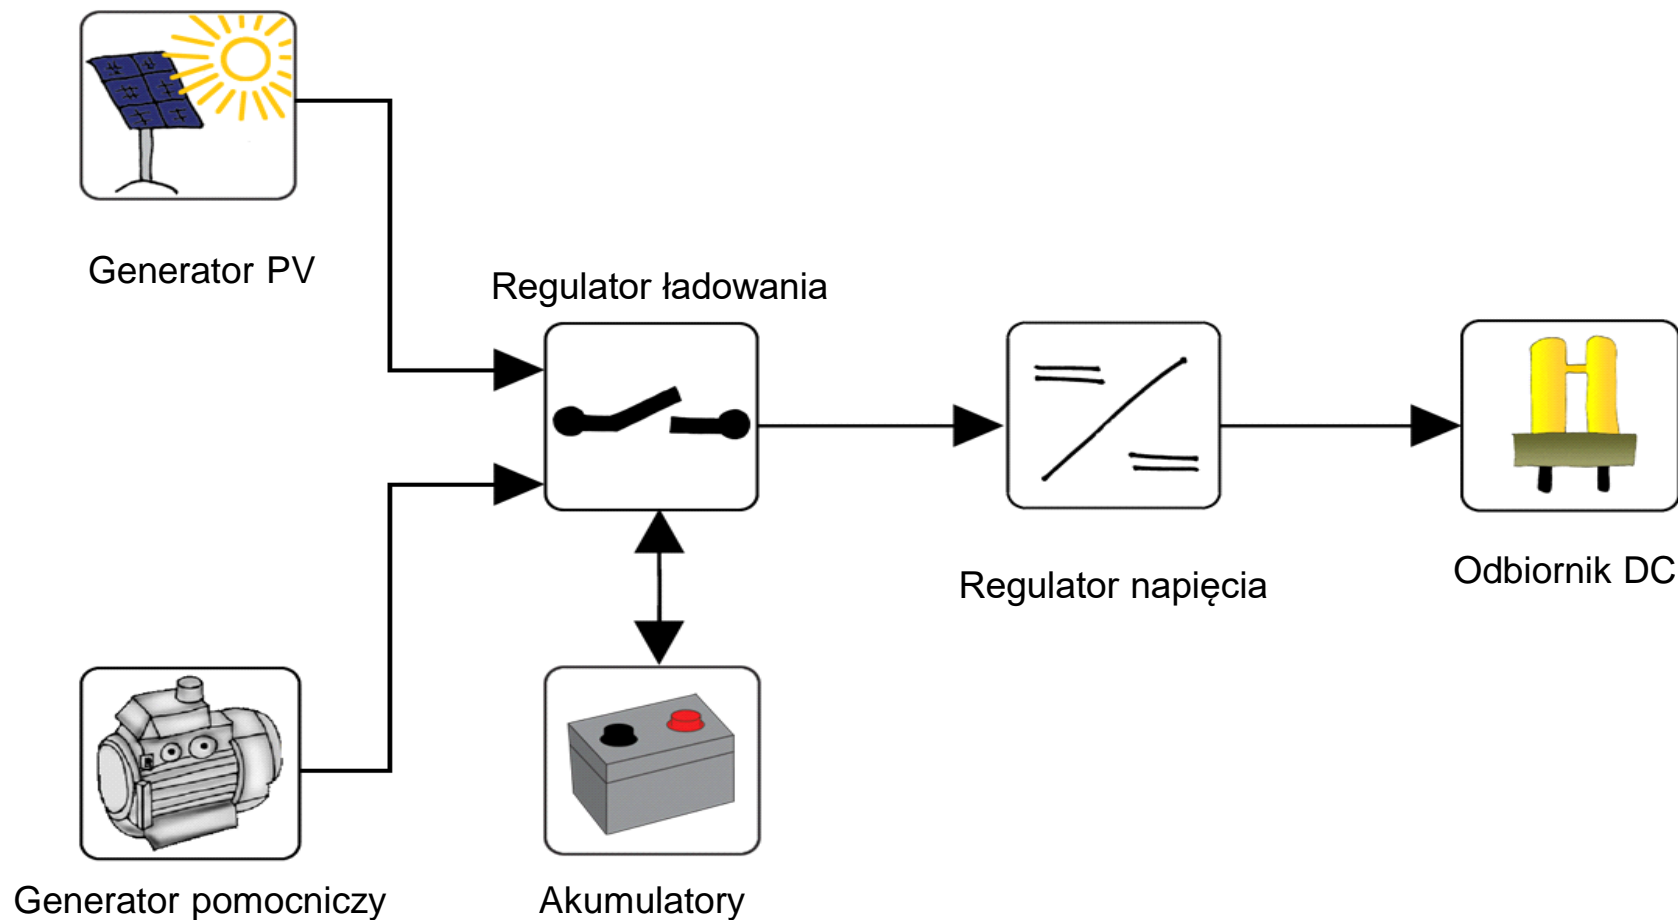 Generator PV
Regulator ładowania
Regulator napięcia
Odbiornik DC
Generator pomocniczy
Akumulatory